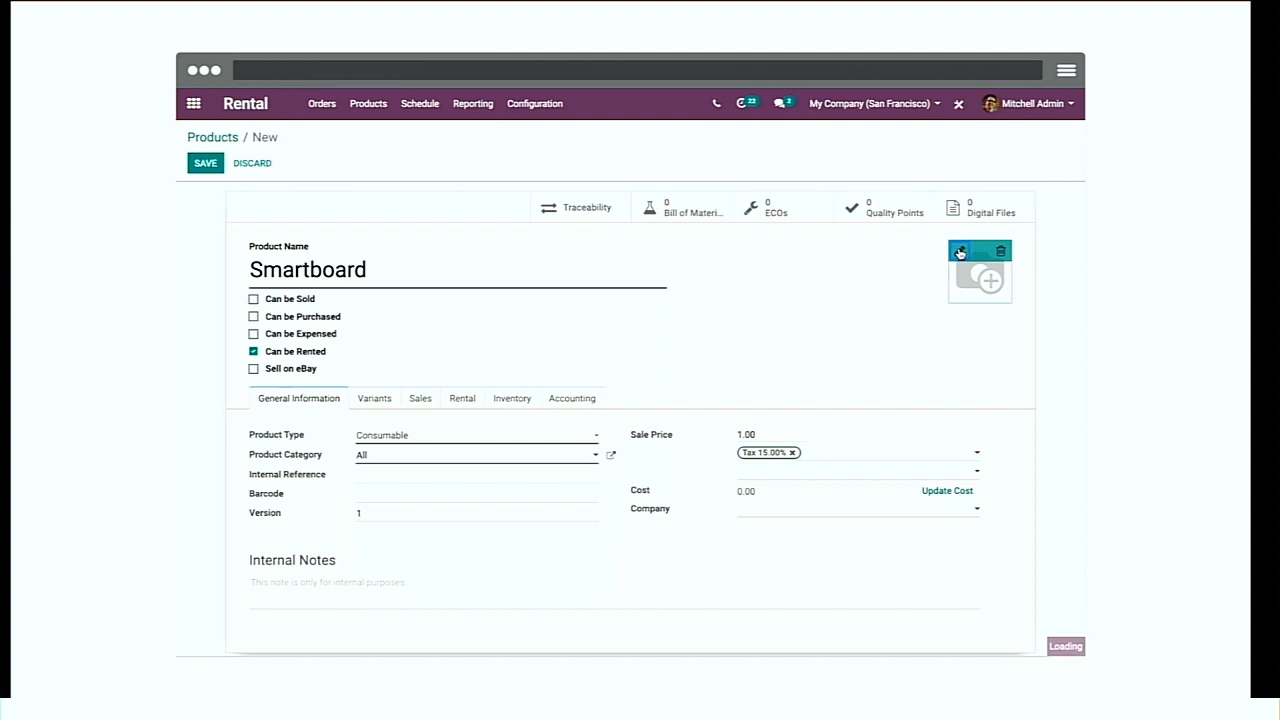 Rental Orders Products Schedule Reporting Configuration 22 2 My Company (San Francisco) Mitchell Admin
Products / New
SAVE DISCARD
Traceability 0 Bill of Materi... 0 ECOs 0 Quality Points 0 Digital Files
Product Name
Smartboard
Can be Sold
Can be Purchased
Can be Expensed
Can be Rented
Sell on eBay
General Information Variants Sales Rental Inventory Accounting
Product Type Consumable Sale Price 1.00
Product Category All Tax 15.00%
Internal Reference
Barcode Cost 0.00 Update Cost
Version 1 Company
Internal Notes
This note is only for internal purposes.
Loading